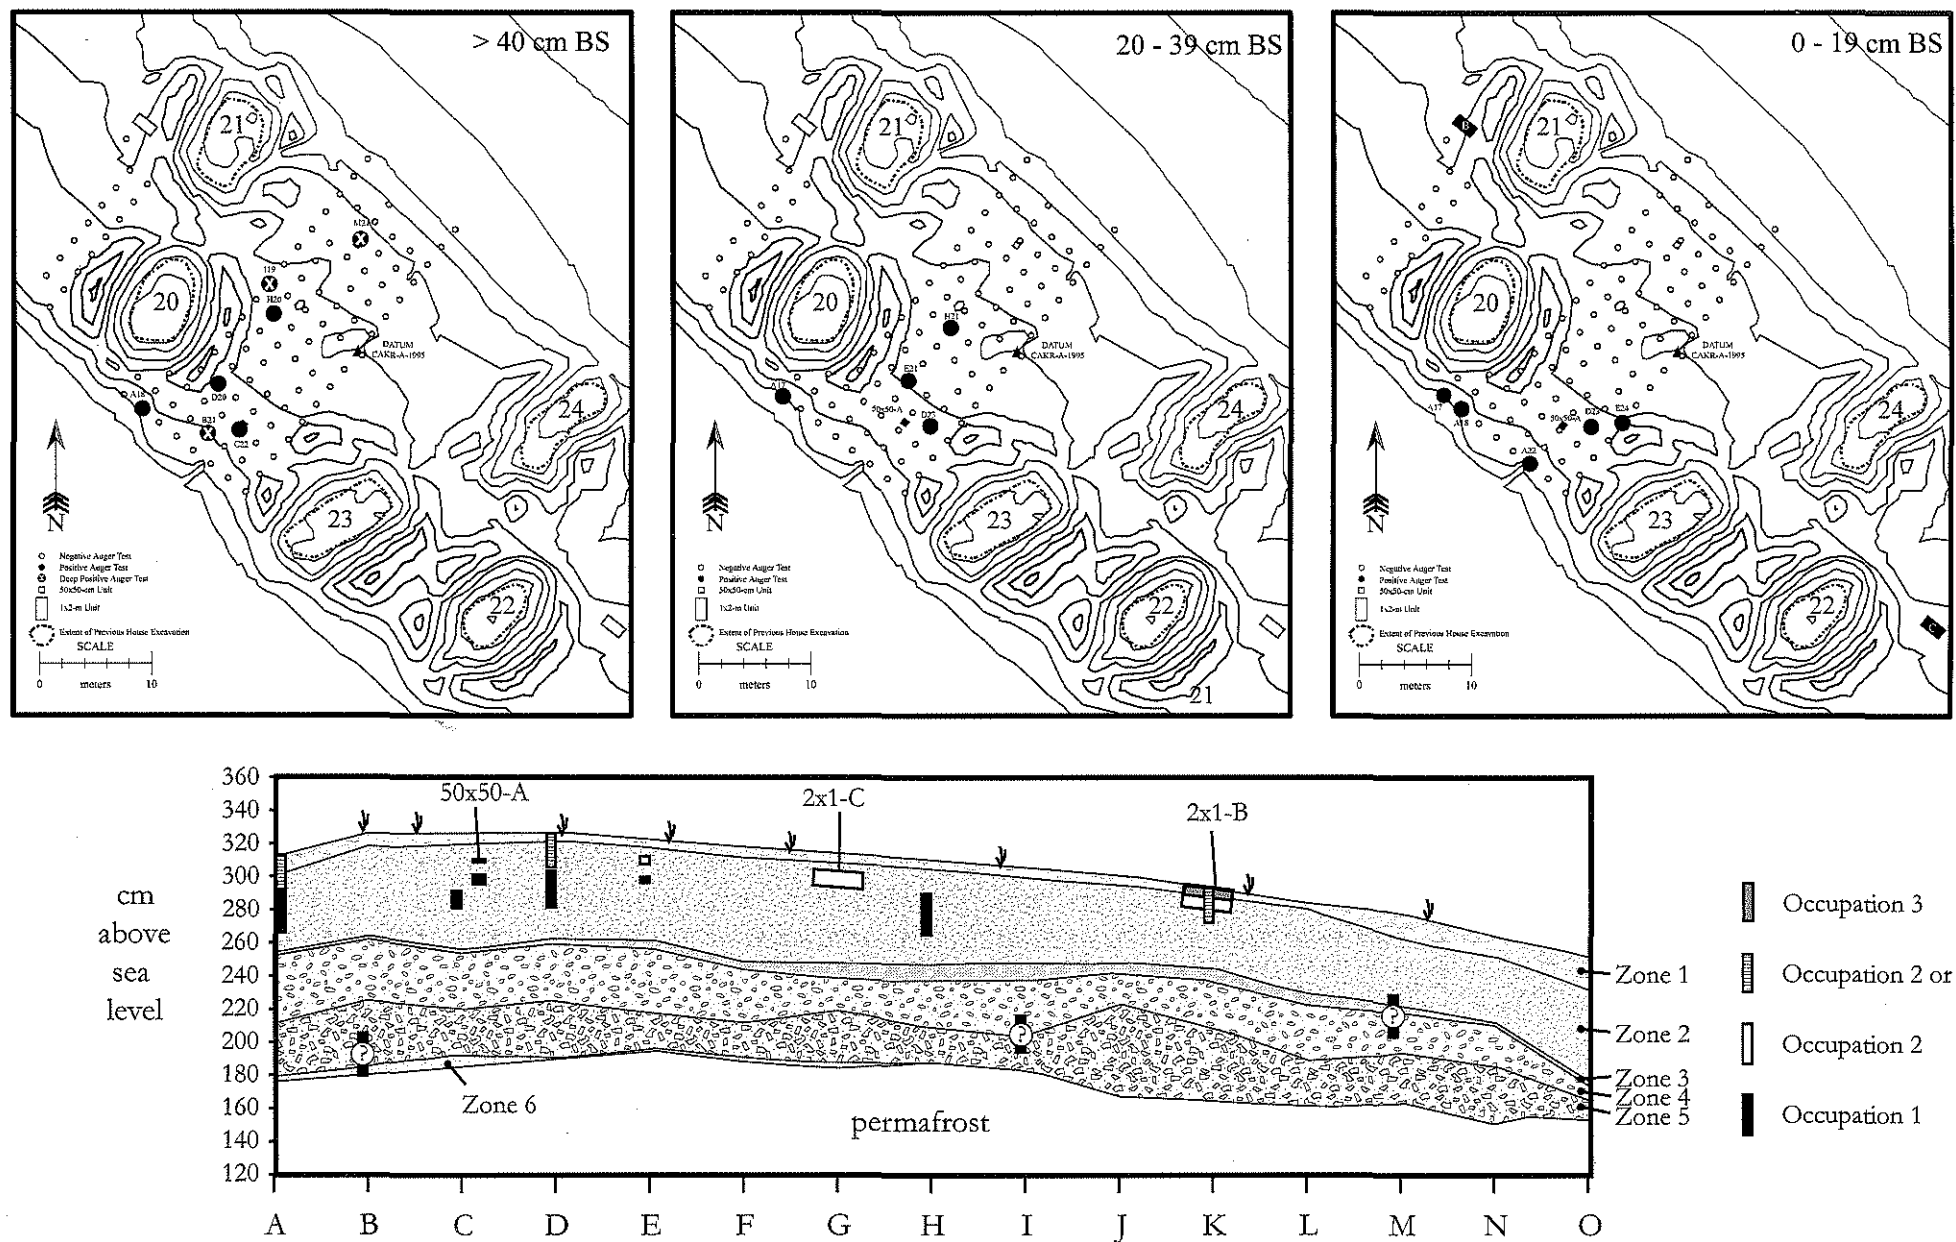 > 40 cm BS
21
M23
I19
H20
20
DATUM
CAKR-A-1995
D20
A18
B21
C22
24
23
22
N
Negative Auger Test
Positive Auger Test
Deep Positive Auger Test
50x50-cm Unit
1x2-m Unit
Extent of Previous House Excavation
SCALE
0 meters 10
20 - 39 cm BS
21
20
H21
DATUM
CAKR-A-1995
E21
A17
50x50-A
D23
24
23
22
21
N
Negative Auger Test
Positive Auger Test
50x50-cm Unit
1x2-m Unit
Extent of Previous House Excavation
SCALE
0 meters 10
0 - 19 cm BS
B
21
20
DATUM
CAKR-A-1995
A17
A18
50x50-A
D23
E24
A22
24
23
22
C
N
Negative Auger Test
Positive Auger Test
50x50-cm Unit
1x2-m Unit
Extent of Previous House Excavation
SCALE
0 meters 10
cm
above
sea
level
360
340
320
300
280
260
240
220
200
180
160
140
120
50x50-A
2x1-C
2x1-B
?
?
?
Zone 6
permafrost
Zone 1
Zone 2
Zone 3
Zone 4
Zone 5
A B C D E F G H I J K L M N O
Occupation 3
Occupation 2 or
Occupation 2
Occupation 1